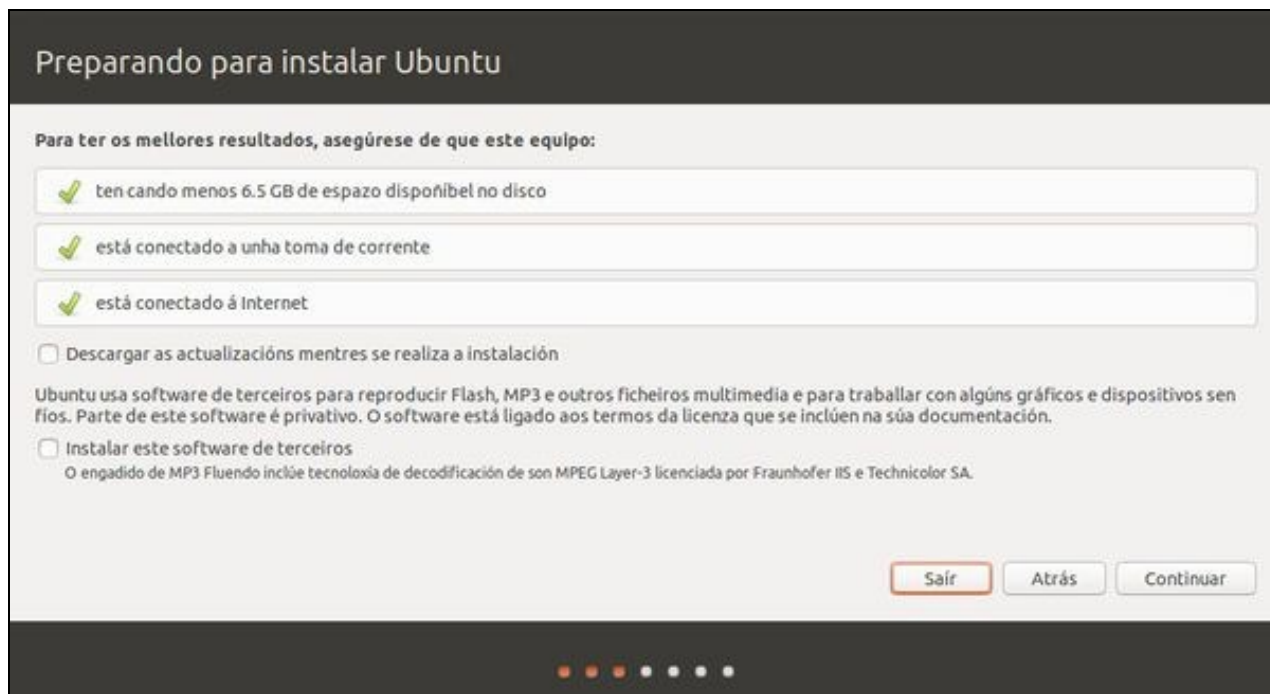 Preparando para instalar Ubuntu
Para ter os mellores resultados, asegúrese de que este equipo:
ten cando menos 6.5 GB de espazo dispoñíbel no disco
está conectado a unha toma de corrente
está conectado á Internet
Descargar as actualizacións mentres se realiza a instalación
Ubuntu usa software de terceiros para reproducir Flash, MP3 e outros ficheiros multimedia e para traballar con algúns gráficos e dispositivos sen
fíos. Parte de este software é privativo. O software está ligado aos termos da licenza que se inclúen na súa documentación.
Instalar este software de terceiros
O engadido de MP3 Fluendo inclúe tecnoloxia de decodificación de son MPEG Layer-3 licenciada por Fraunhofer IIS e Technicolor SA.
Saír
Atrás
Continuar